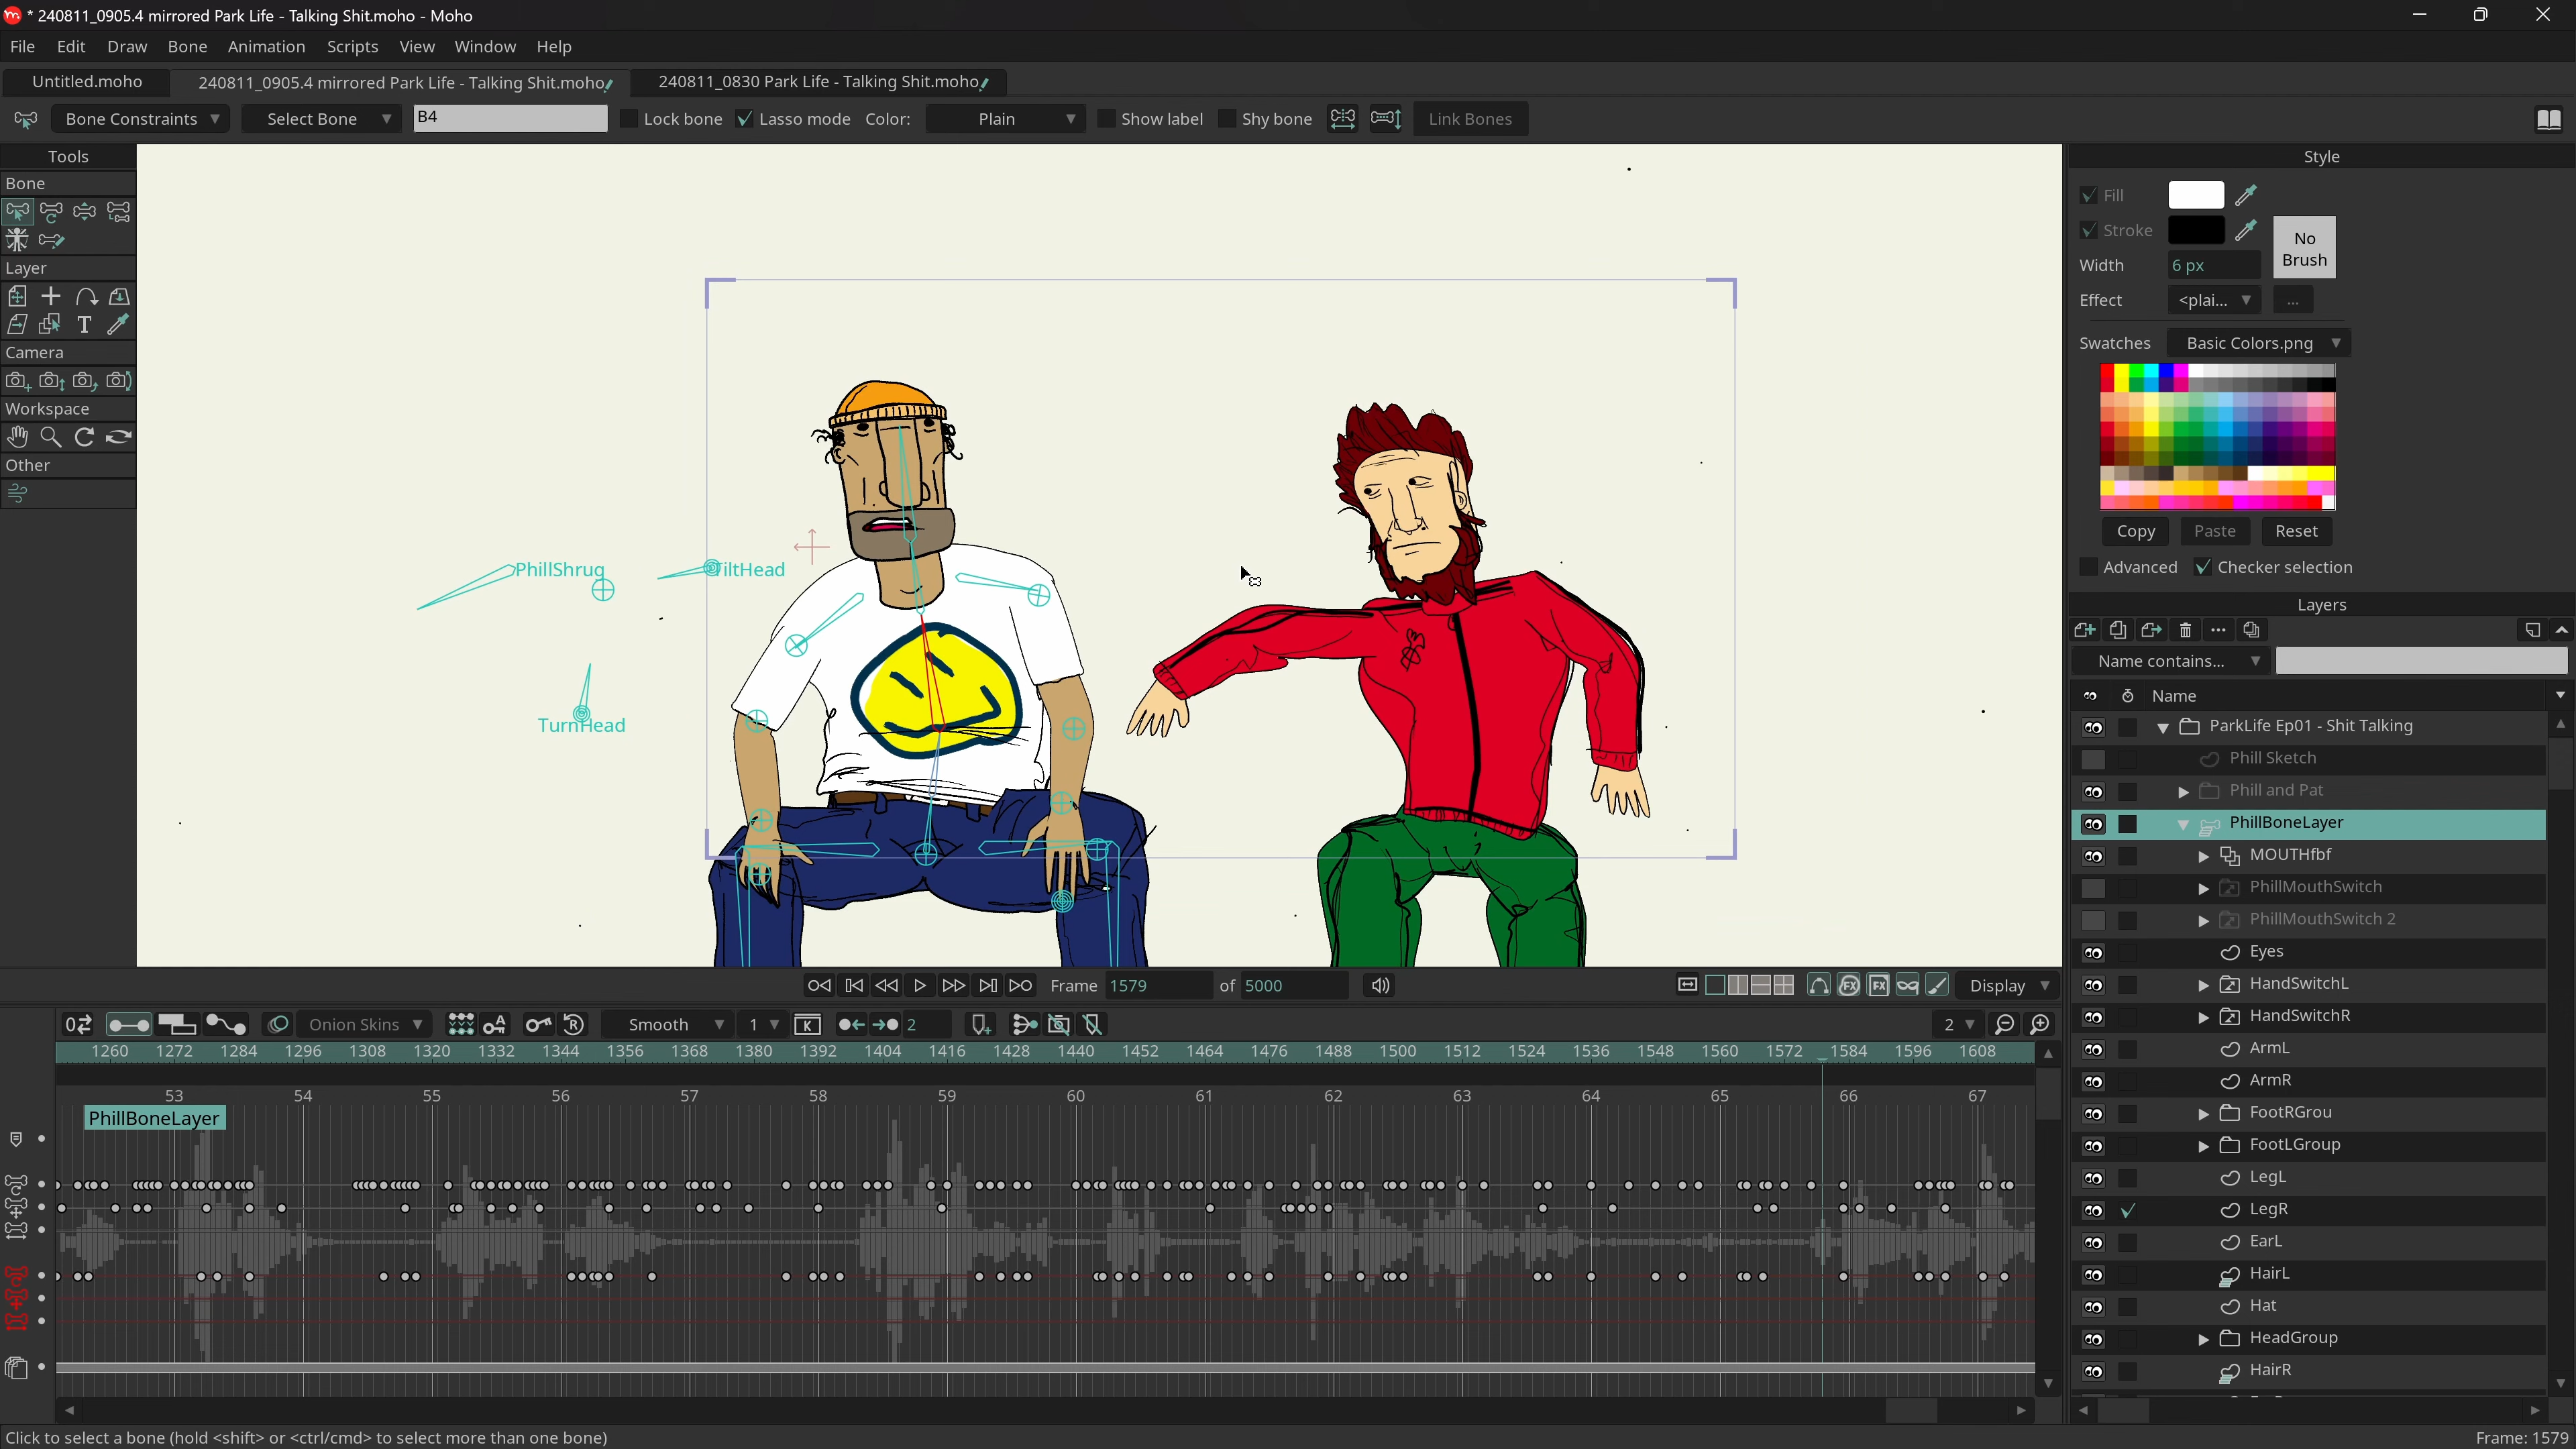 * 240811_0905.4 mirrored Park Life - Talking Shit.moho - Moho
File Edit Draw Bone Animation Scripts View Window Help
Untitled.moho 240811_0905.4 mirrored Park Life - Talking Shit.moho 240811_0830 Park Life - Talking Shit.moho
Bone Constraints Select Bone B4 Lock bone Lasso mode Color: Plain Show label Shy bone Link Bones
Tools
Bone
Layer
Camera
Workspace
Other
PhillShrug
TiltHead
TurnHead
Style
Fill
Stroke
No Brush
Width 6 px
Effect <plai... ...
Swatches Basic Colors.png
Copy Paste Reset
Advanced Checker selection
Layers
Name contains...
Name
ParkLife Ep01 - Shit Talking
Phill Sketch
Phill and Pat
PhillBoneLayer
MOUTHfbf
PhillMouthSwitch
PhillMouthSwitch 2
Eyes
HandSwitchL
HandSwitchR
ArmL
ArmR
FootRGrou
FootLGroup
LegL
LegR
EarL
HairL
Hat
HeadGroup
HairR
Frame 1579 of 5000 Display
Onion Skins Smooth 1 2 2
1260 1272 1284 1296 1308 1320 1332 1344 1356 1368 1380 1392 1404 1416 1428 1440 1452 1464 1476 1488 1500 1512 1524 1536 1548 1560 1572 1584 1596 1608
53 54 55 56 57 58 59 60 61 62 63 64 65 66 67
PhillBoneLayer
Click to select a bone (hold <shift> or <ctrl/cmd> to select more than one bone)
Frame: 1579